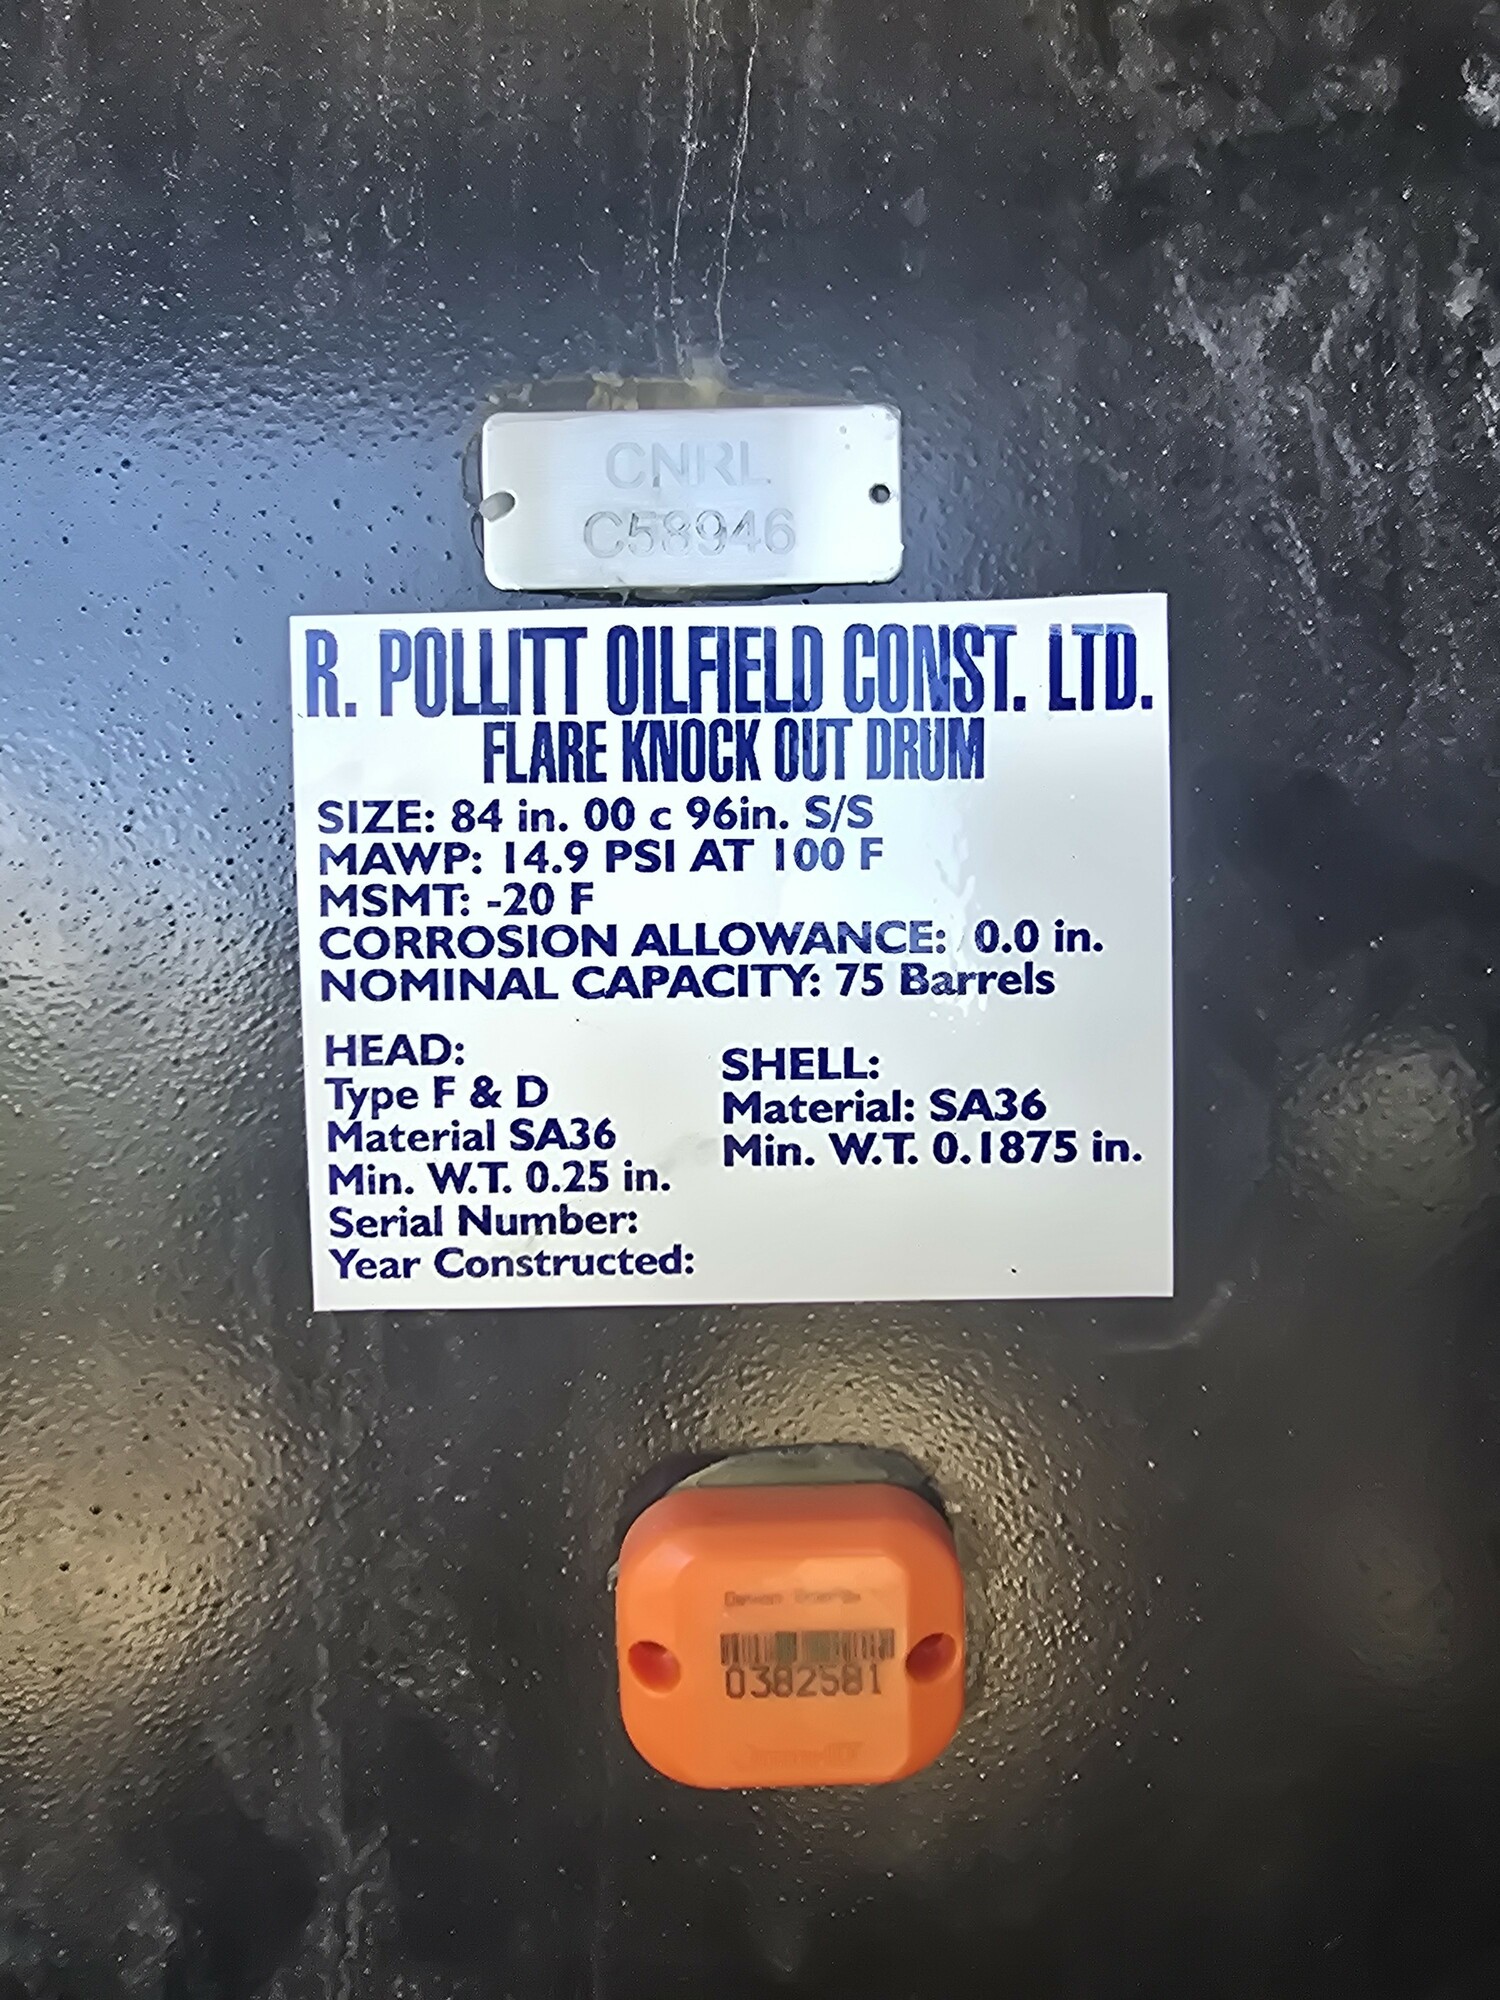 CNRL
C58946
R. POLLITT OILFIELD CONST. LTD.
FLARE KNOCK OUT DRUM
SIZE: 84 in. 00 c 96in. S/S
MAWP: 14.9 PSI AT 100 F
MSMT: -20 F
CORROSION ALLOWANCE: 0.0 in.
NOMINAL CAPACITY: 75 Barrels
HEAD:
Type F & D
Material SA36
Min. W.T. 0.25 in.
SHELL:
Material: SA36
Min. W.T. 0.1875 in.
Serial Number:
Year Constructed:
Devon Energy
0382581